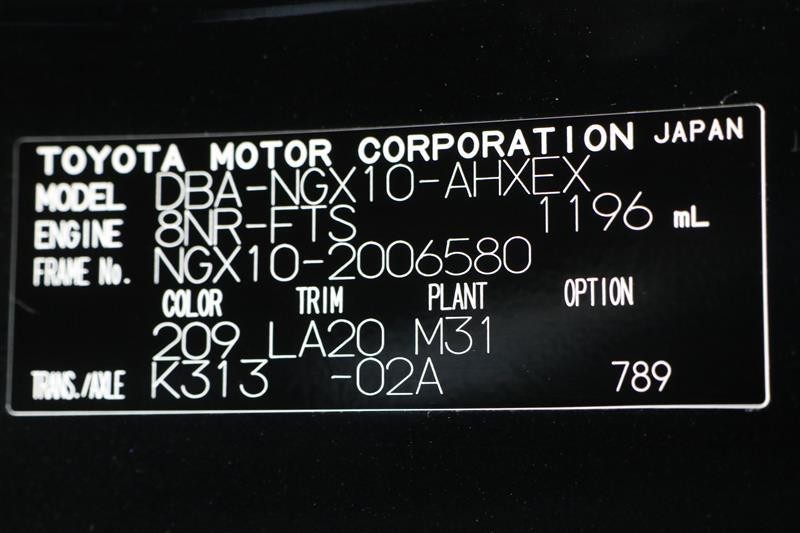 TOYOTA MOTOR CORPORATION JAPAN
MODEL DBA-NGX10-AHXEX
ENGINE 8NR-FTS 1196 mL
FRAME No. NGX10-2006580
COLOR TRIM PLANT OPTION
209 LA20 M31
TRANS./AXLE K313 -02A 789